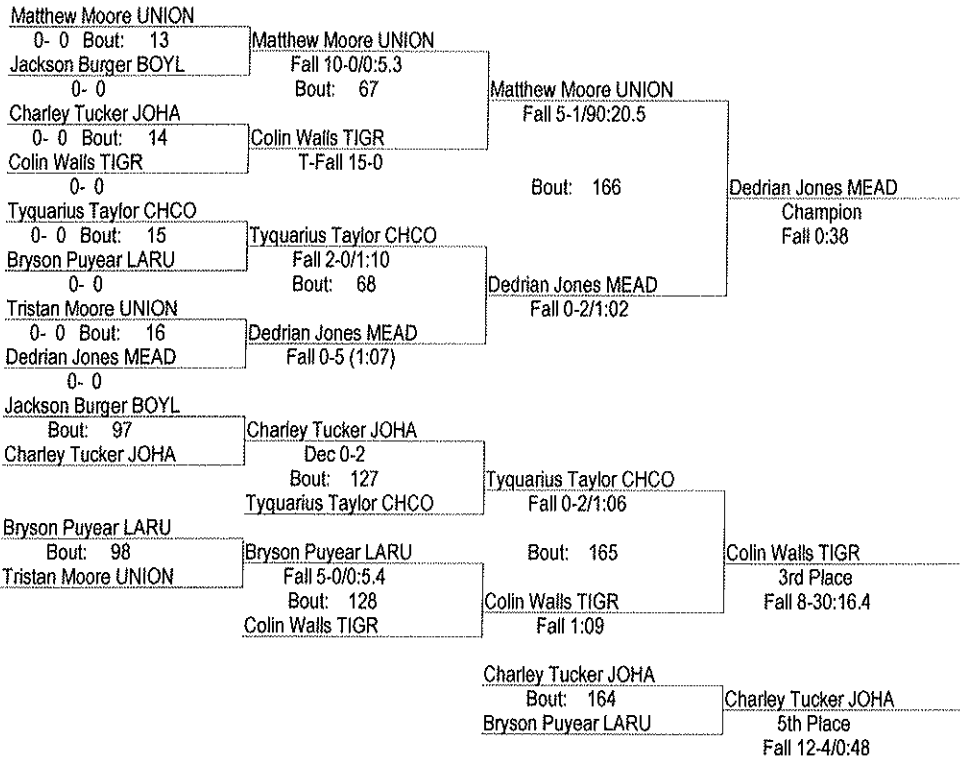 Matthew Moore UNION
0- 0 Bout: 13
Jackson Burger BOYL
0- 0
Charley Tucker JOHA
0- 0 Bout: 14
Colin Walls TIGR
0- 0
Tyquarius Taylor CHCO
0- 0 Bout: 15
Bryson Puyear LARU
0- 0
Tristan Moore UNION
0- 0 Bout: 16
Dedrian Jones MEAD
0- 0
Matthew Moore UNION
Fall 10-0/0:5.3
Bout: 67
Colin Walls TIGR
T-Fall 15-0
Tyquarius Taylor CHCO
Fall 2-0/1:10
Bout: 68
Dedrian Jones MEAD
Fall 0-5 (1:07)
Matthew Moore UNION
Fall 5-1/90:20.5
Bout: 166
Dedrian Jones MEAD
Fall 0-2/1:02
Dedrian Jones MEAD
Champion
Fall 0:38
Jackson Burger BOYL
Bout: 97
Charley Tucker JOHA
Bryson Puyear LARU
Bout: 98
Tristan Moore UNION
Charley Tucker JOHA
Dec 0-2
Bout: 127
Tyquarius Taylor CHCO
Bryson Puyear LARU
Fall 5-0/0:5.4
Bout: 128
Colin Walls TIGR
Tyquarius Taylor CHCO
Fall 0-2/1:06
Bout: 165
Colin Walls TIGR
Fall 1:09
Colin Walls TIGR
3rd Place
Fall 8-30:16.4
Charley Tucker JOHA
Bout: 164
Bryson Puyear LARU
Charley Tucker JOHA
5th Place
Fall 12-4/0:48